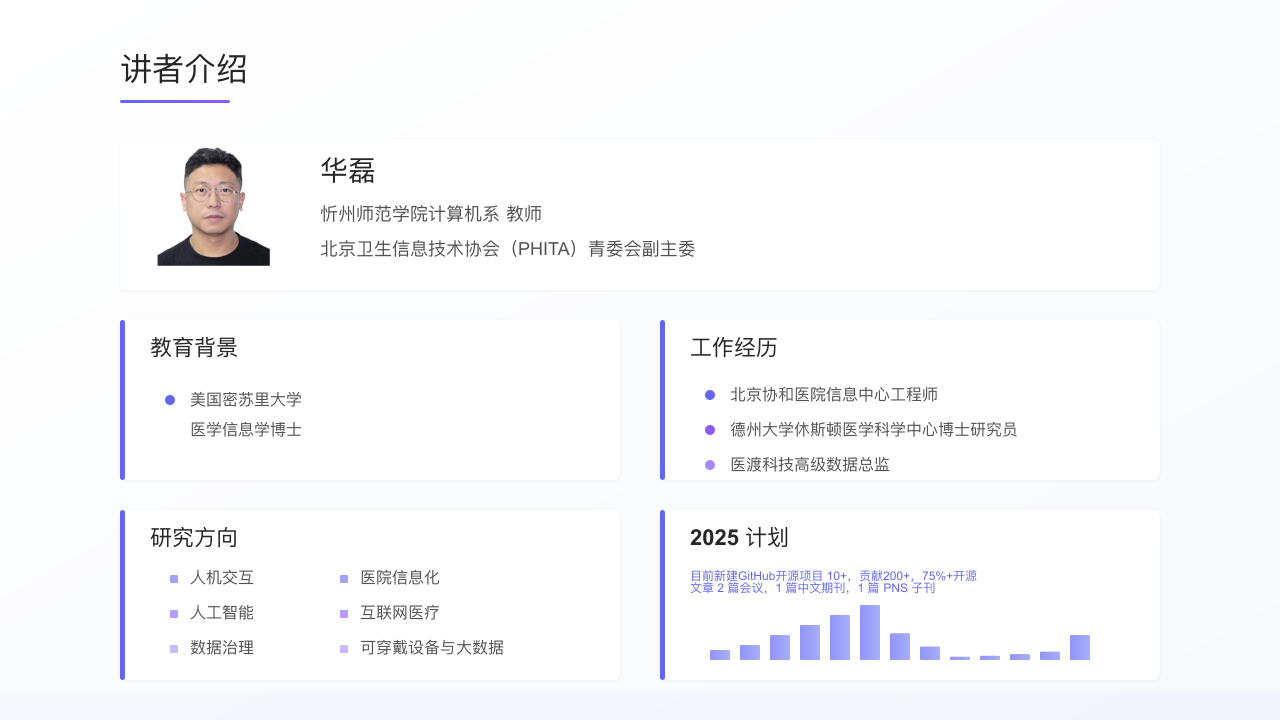 讲者介绍
华磊
忻州师范学院计算机系 教师
北京卫生信息技术协会（PHITA）青委会副主委
教育背景
美国密苏里大学
医学信息学博士
工作经历
北京协和医院信息中心工程师
德州大学休斯顿医学科学中心博士研究员
医渡科技高级数据总监
研究方向
人机交互
医院信息化
人工智能
互联网医疗
数据治理
可穿戴设备与大数据
2025 计划
目前新建GitHub开源项目 10+，贡献200+，75%+开源
文章 2 篇会议，1 篇中文期刊，1 篇 PNS 子刊